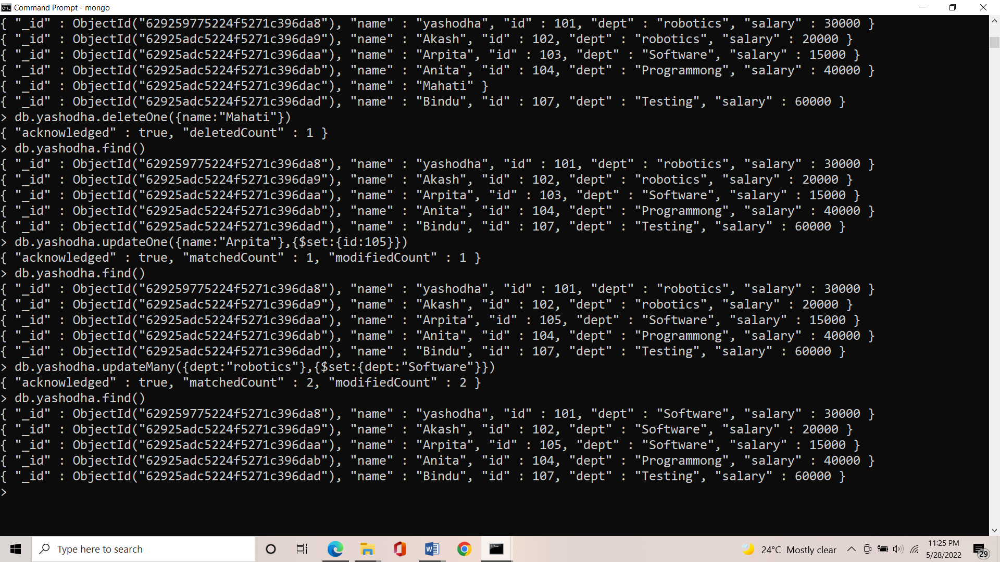 Command Prompt - mongo
{ "_id" : ObjectId("629259775224f5271c396da8"), "name" : "yashodha", "id" : 101, "dept" : "robotics", "salary" : 30000 }
{ "_id" : ObjectId("62925adc5224f5271c396da9"), "name" : "Akash", "id" : 102, "dept" : "robotics", "salary" : 20000 }
{ "_id" : ObjectId("62925adc5224f5271c396daa"), "name" : "Arpita", "id" : 103, "dept" : "Software", "salary" : 15000 }
{ "_id" : ObjectId("62925adc5224f5271c396dab"), "name" : "Anita", "id" : 104, "dept" : "Programmong", "salary" : 40000 }
{ "_id" : ObjectId("62925adc5224f5271c396dac"), "name" : "Mahati" }
{ "_id" : ObjectId("62925adc5224f5271c396dad"), "name" : "Bindu", "id" : 107, "dept" : "Testing", "salary" : 60000 }
> db.yashodha.deleteOne({name:"Mahati"})
{ "acknowledged" : true, "deletedCount" : 1 }
> db.yashodha.find()
{ "_id" : ObjectId("629259775224f5271c396da8"), "name" : "yashodha", "id" : 101, "dept" : "robotics", "salary" : 30000 }
{ "_id" : ObjectId("62925adc5224f5271c396da9"), "name" : "Akash", "id" : 102, "dept" : "robotics", "salary" : 20000 }
{ "_id" : ObjectId("62925adc5224f5271c396daa"), "name" : "Arpita", "id" : 103, "dept" : "Software", "salary" : 15000 }
{ "_id" : ObjectId("62925adc5224f5271c396dab"), "name" : "Anita", "id" : 104, "dept" : "Programmong", "salary" : 40000 }
{ "_id" : ObjectId("62925adc5224f5271c396dad"), "name" : "Bindu", "id" : 107, "dept" : "Testing", "salary" : 60000 }
> db.yashodha.updateOne({name:"Arpita"},{$set:{id:105}})
{ "acknowledged" : true, "matchedCount" : 1, "modifiedCount" : 1 }
> db.yashodha.find()
{ "_id" : ObjectId("629259775224f5271c396da8"), "name" : "yashodha", "id" : 101, "dept" : "robotics", "salary" : 30000 }
{ "_id" : ObjectId("62925adc5224f5271c396da9"), "name" : "Akash", "id" : 102, "dept" : "robotics", "salary" : 20000 }
{ "_id" : ObjectId("62925adc5224f5271c396daa"), "name" : "Arpita", "id" : 105, "dept" : "Software", "salary" : 15000 }
{ "_id" : ObjectId("62925adc5224f5271c396dab"), "name" : "Anita", "id" : 104, "dept" : "Programmong", "salary" : 40000 }
{ "_id" : ObjectId("62925adc5224f5271c396dad"), "name" : "Bindu", "id" : 107, "dept" : "Testing", "salary" : 60000 }
> db.yashodha.updateMany({dept:"robotics"},{$set:{dept:"Software"}})
{ "acknowledged" : true, "matchedCount" : 2, "modifiedCount" : 2 }
> db.yashodha.find()
{ "_id" : ObjectId("629259775224f5271c396da8"), "name" : "yashodha", "id" : 101, "dept" : "Software", "salary" : 30000 }
{ "_id" : ObjectId("62925adc5224f5271c396da9"), "name" : "Akash", "id" : 102, "dept" : "Software", "salary" : 20000 }
{ "_id" : ObjectId("62925adc5224f5271c396daa"), "name" : "Arpita", "id" : 105, "dept" : "Software", "salary" : 15000 }
{ "_id" : ObjectId("62925adc5224f5271c396dab"), "name" : "Anita", "id" : 104, "dept" : "Programmong", "salary" : 40000 }
{ "_id" : ObjectId("62925adc5224f5271c396dad"), "name" : "Bindu", "id" : 107, "dept" : "Testing", "salary" : 60000 }
>
Type here to search
24°C Mostly clear
11:25 PM
5/28/2022
29